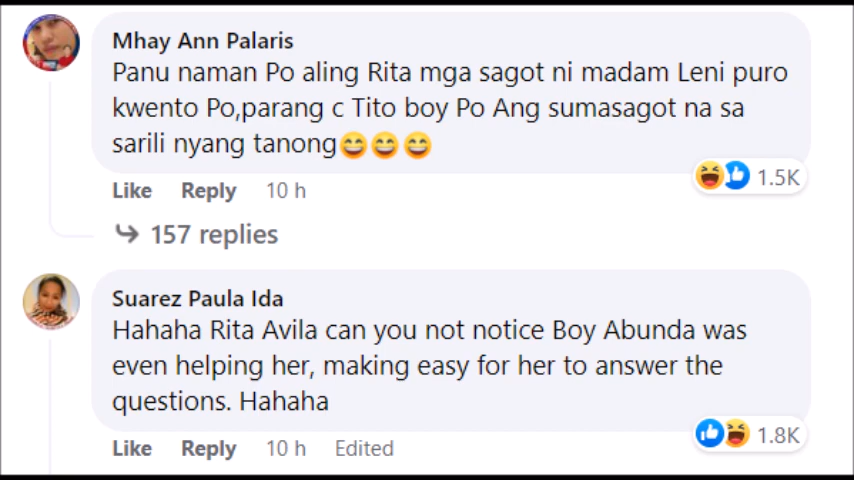 Mhay Ann Palaris
Panu naman Po aling Rita mga sagot ni madam Leni puro
kwento Po,parang c Tito boy Po Ang sumasagot na sa
sarili nyang tanong😄😄😄
Like Reply 10 h
1.5K
157 replies
Suarez Paula Ida
Hahaha Rita Avila can you not notice Boy Abunda was
even helping her, making easy for her to answer the
questions. Hahaha
Like Reply 10 h Edited
1.8K